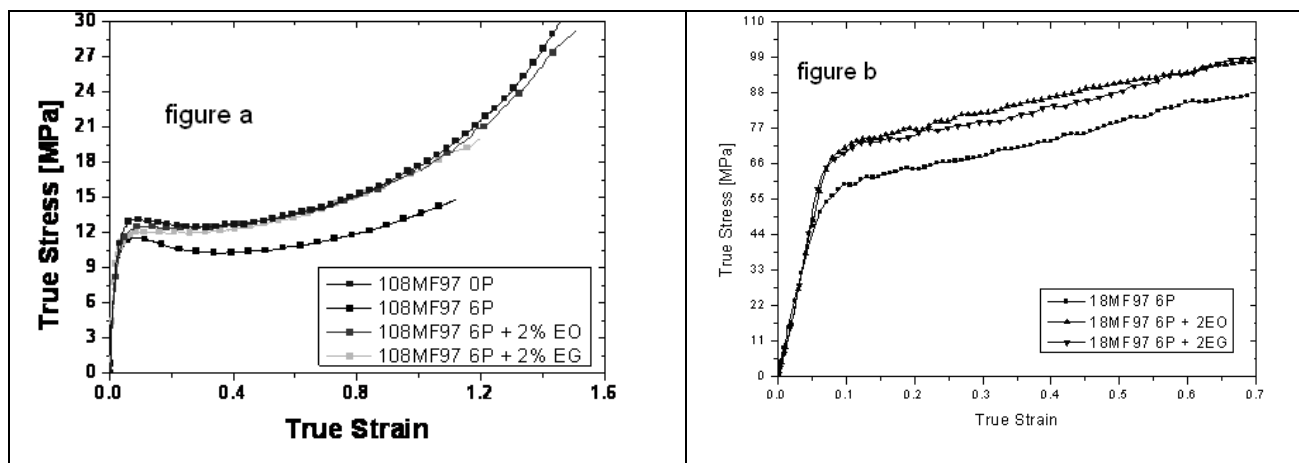 figure a
True Stress [MPa]
30
27
24
21
18
15
12
9
6
3
0
108MF97 0P
108MF97 6P
108MF97 6P + 2% EO
108MF97 6P + 2% EG
0.0 0.4 0.8 1.2 1.6
True Strain
figure b
True Stress [MPa]
110
99
88
77
66
55
44
33
22
11
0
18MF97 6P
18MF97 6P + 2EO
18MF97 6P + 2EG
0.0 0.1 0.2 0.3 0.4 0.5 0.6 0.7
True Strain